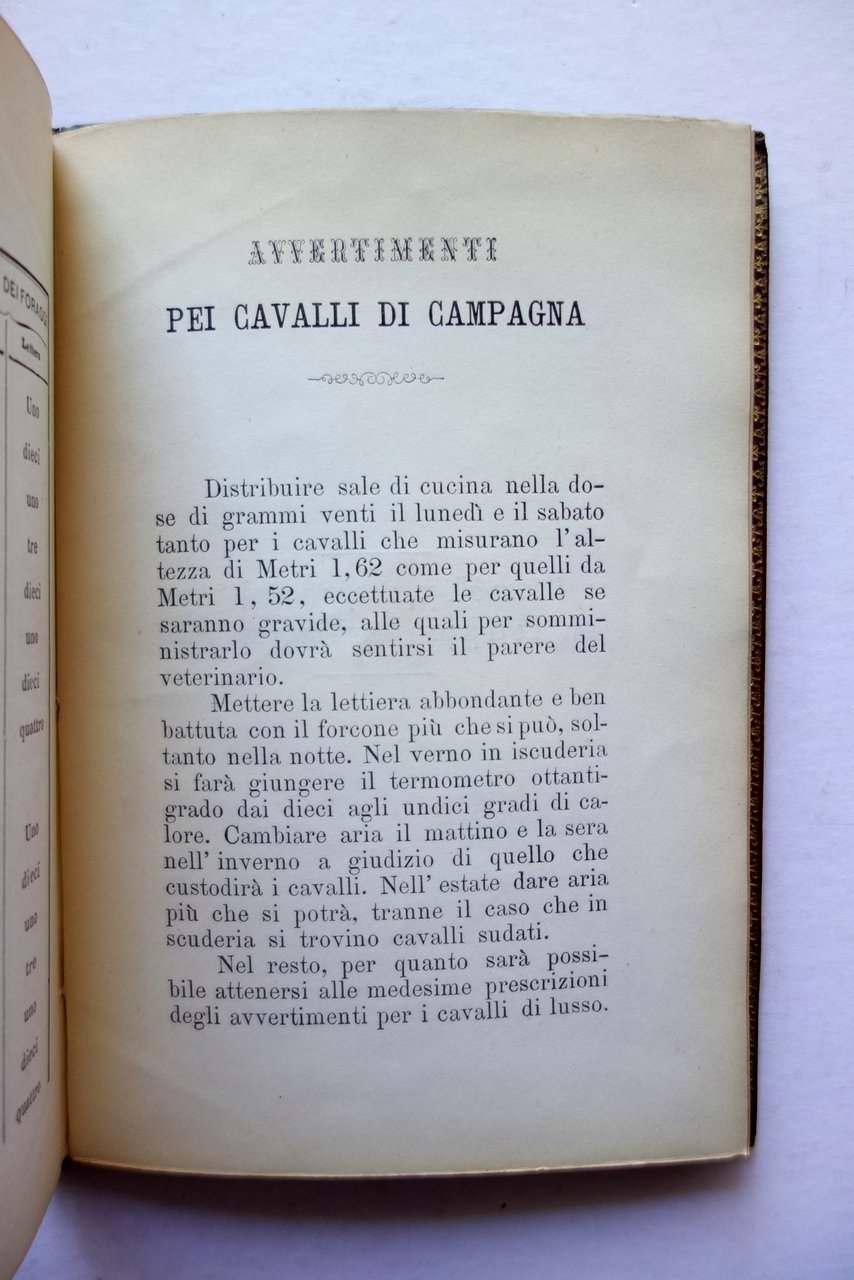 DEI FORAGGI
Lettera
Uno
dieci
uno
tre
dieci
uno
dieci
quattro
Uno
dieci
uno
tre
uno
dieci
quattro
AVVERTIMENTI
PEI CAVALLI DI CAMPAGNA
Distribuire sale di cucina nella do-
se di grammi venti il lunedì e il sabato
tanto per i cavalli che misurano l'al-
tezza di Metri 1,62 come per quelli da
Metri 1, 52, eccettuate le cavalle se
saranno gravide, alle quali per sommi-
nistrarlo dovrà sentirsi il parere del
veterinario.
Mettere la lettiera abbondante e ben
battuta con il forcone più che si può, sol-
tanto nella notte. Nel verno in iscuderia
si farà giungere il termometro ottanti-
grado dai dieci agli undici gradi di ca-
lore. Cambiare aria il mattino e la sera
nell' inverno a giudizio di quello che
custodirà i cavalli. Nell' estate dare aria
più che si potrà, tranne il caso che in
scuderia si trovino cavalli sudati.
Nel resto, per quanto sarà possi-
bile attenersi alle medesime prescrizioni
degli avvertimenti per i cavalli di lusso.